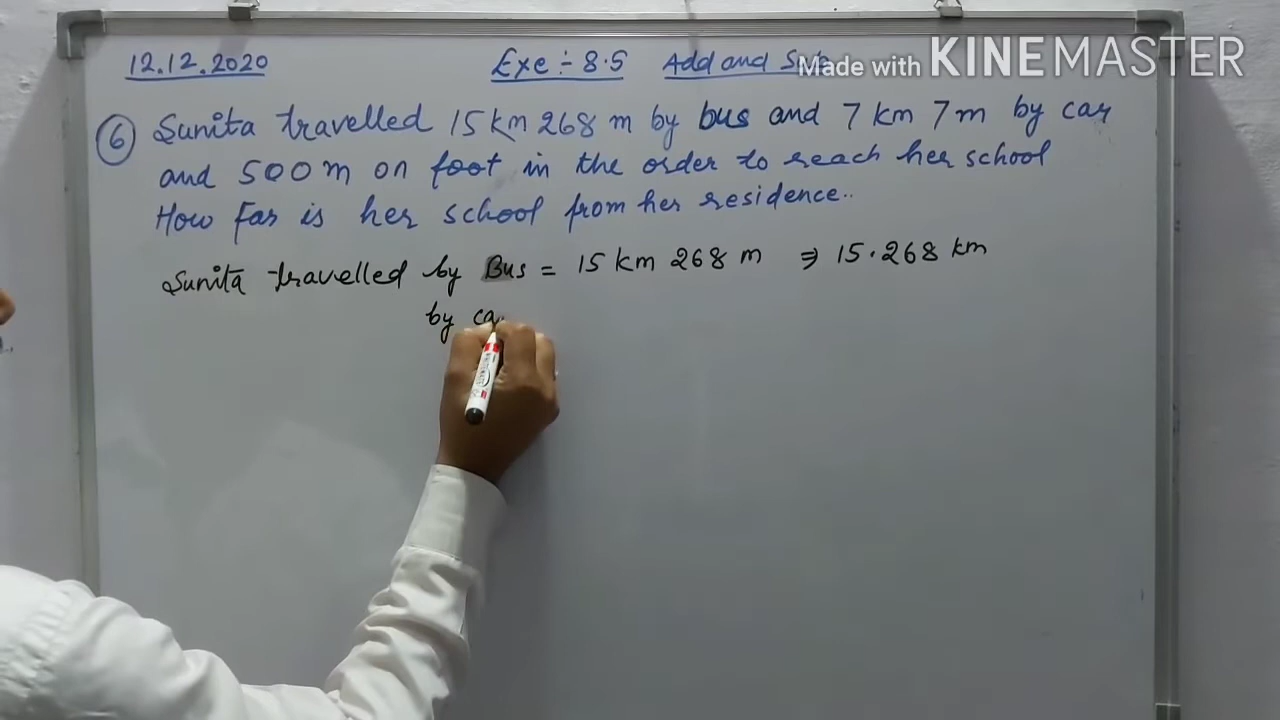 12.12.2020 Exe ÷ 8.5 Add and Sub
Made with KINEMASTER
6 Sunita travelled 15 km 268 m by bus and 7 km 7 m by car
and 500 m on foot in the order to reach her school
How Far is her school from her residence..
Sunita travelled by Bus = 15 km 268 m ⇒ 15.268 km
by ca